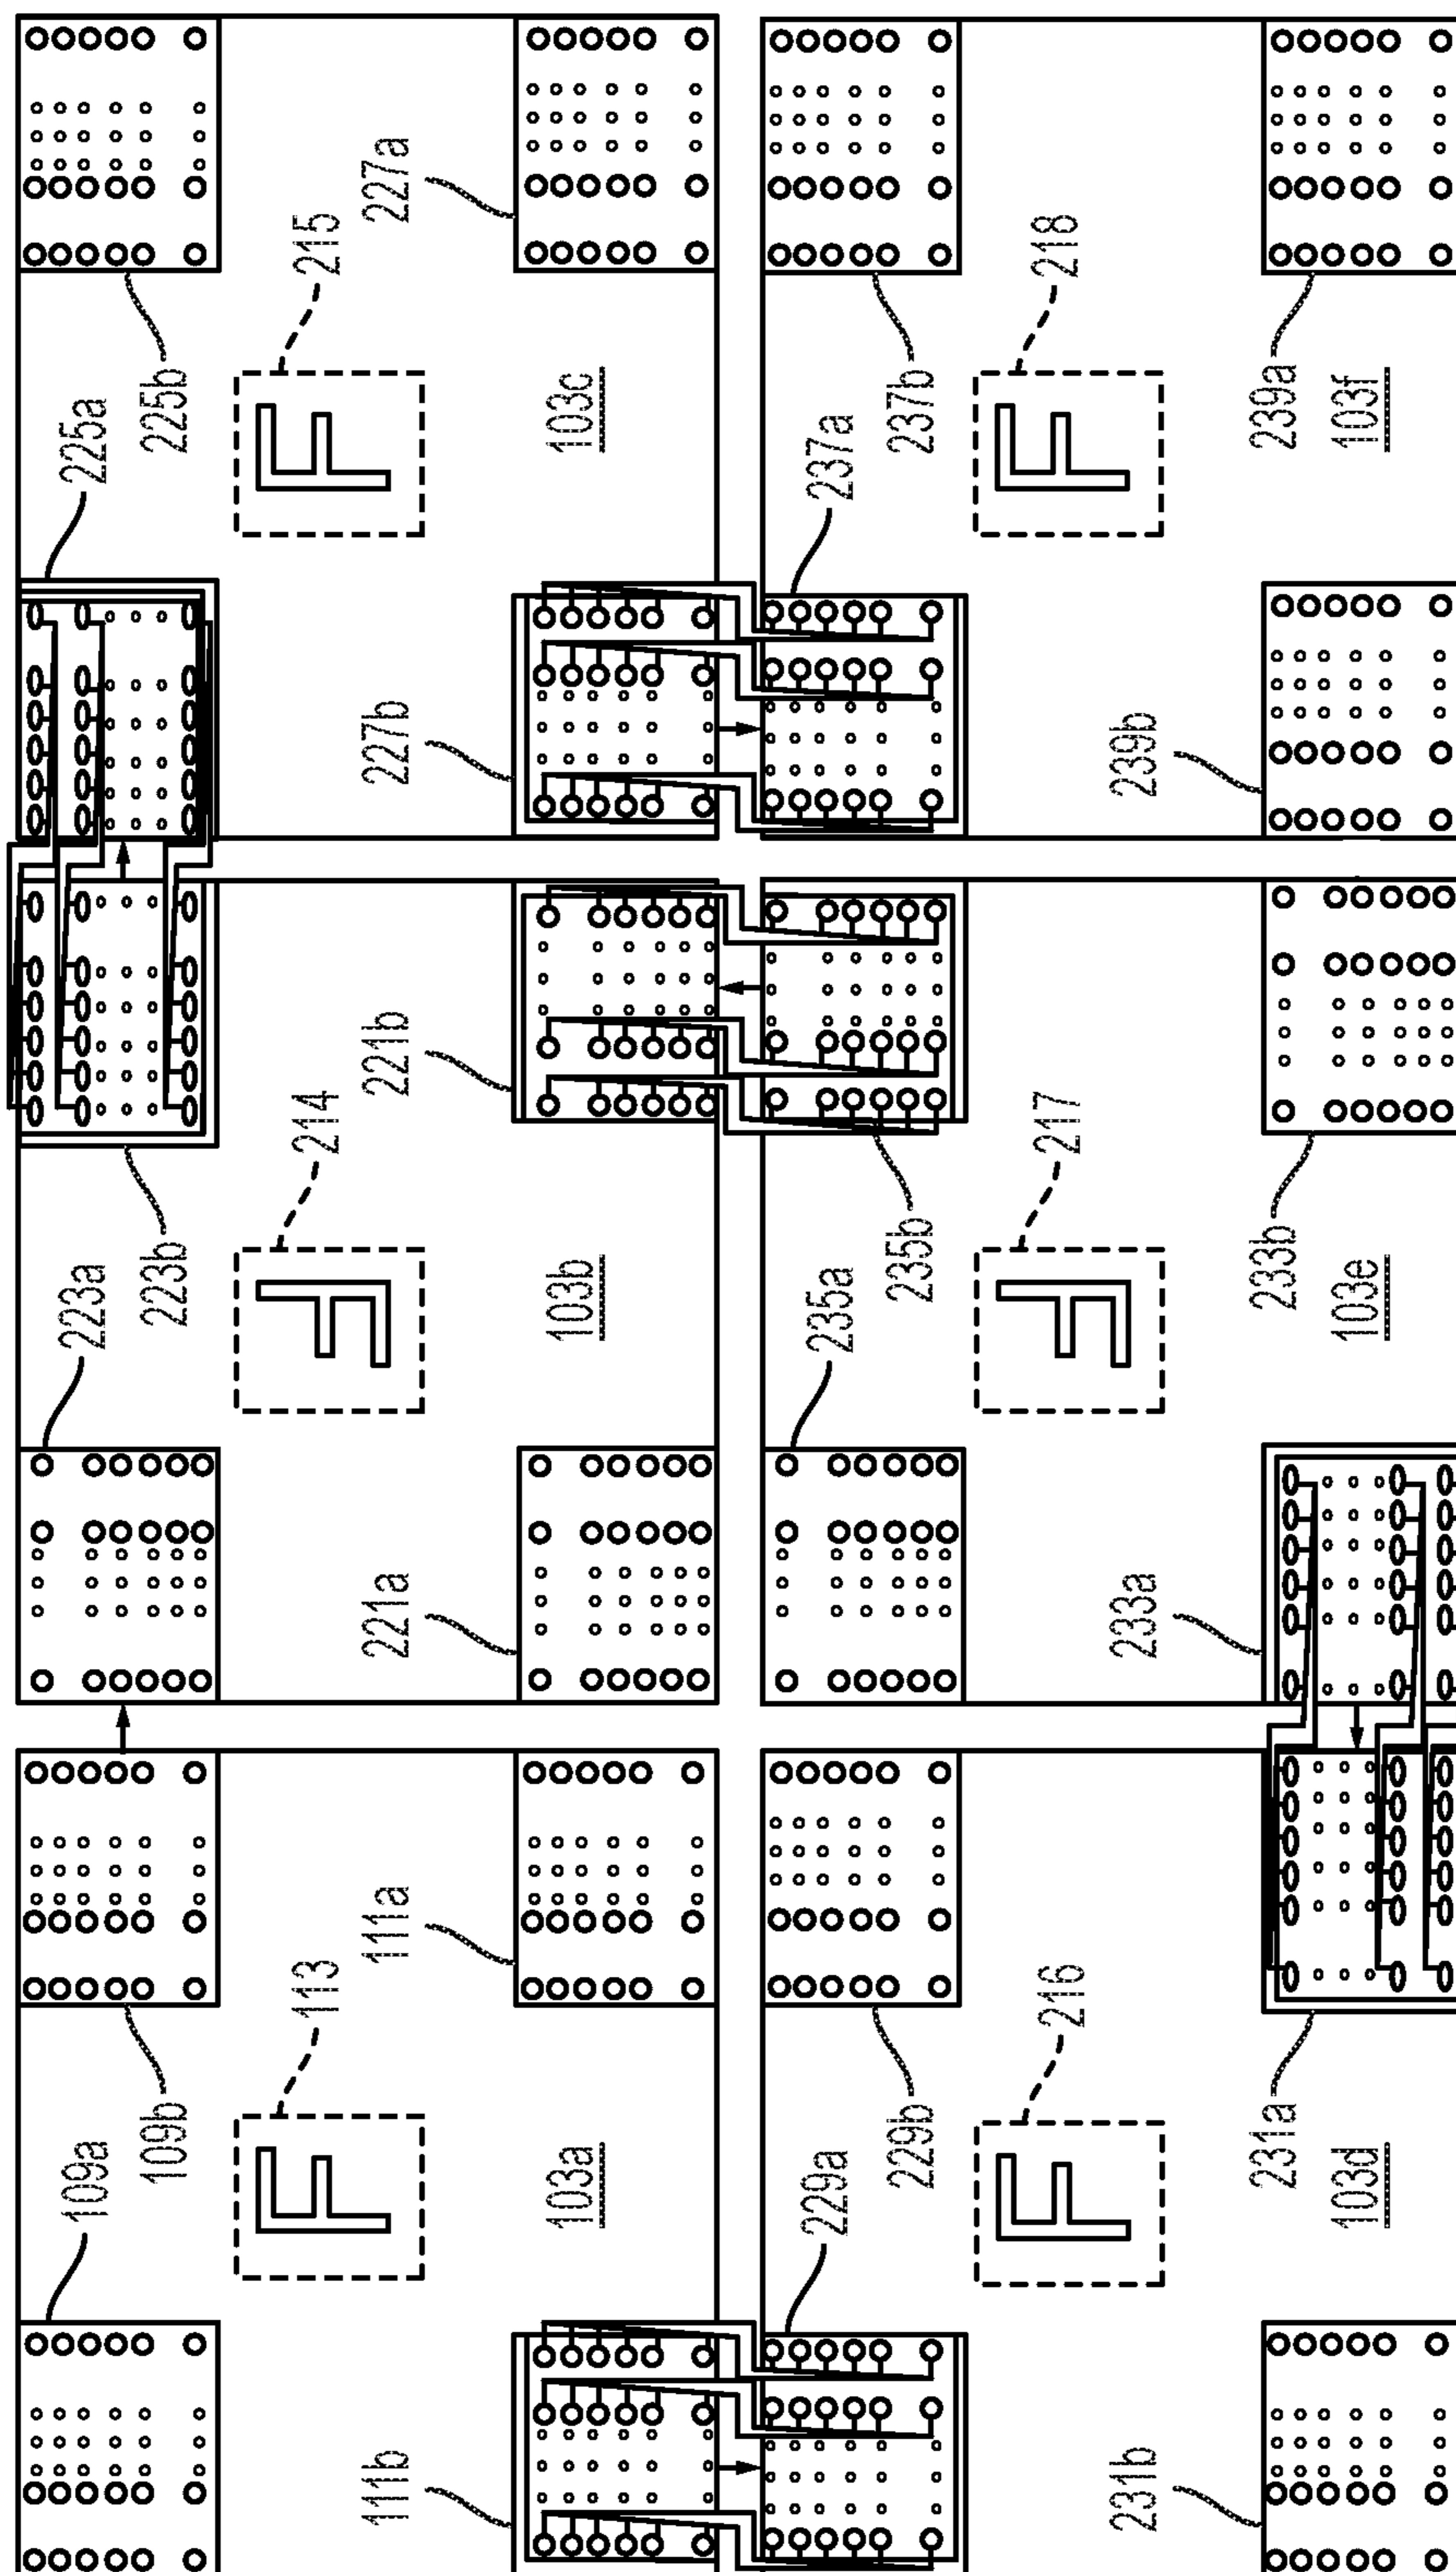 109a 223a 225a
109b 223b 225b
F 113 F 214 F 215
111b 111a 221a 221b 227b 227a
103a 103b 103c
229a 235a 237a
229b 235b 237b
F 216 F 217 F 218
231b 233a 239b
231a 233b 239a
103d 103e 103f